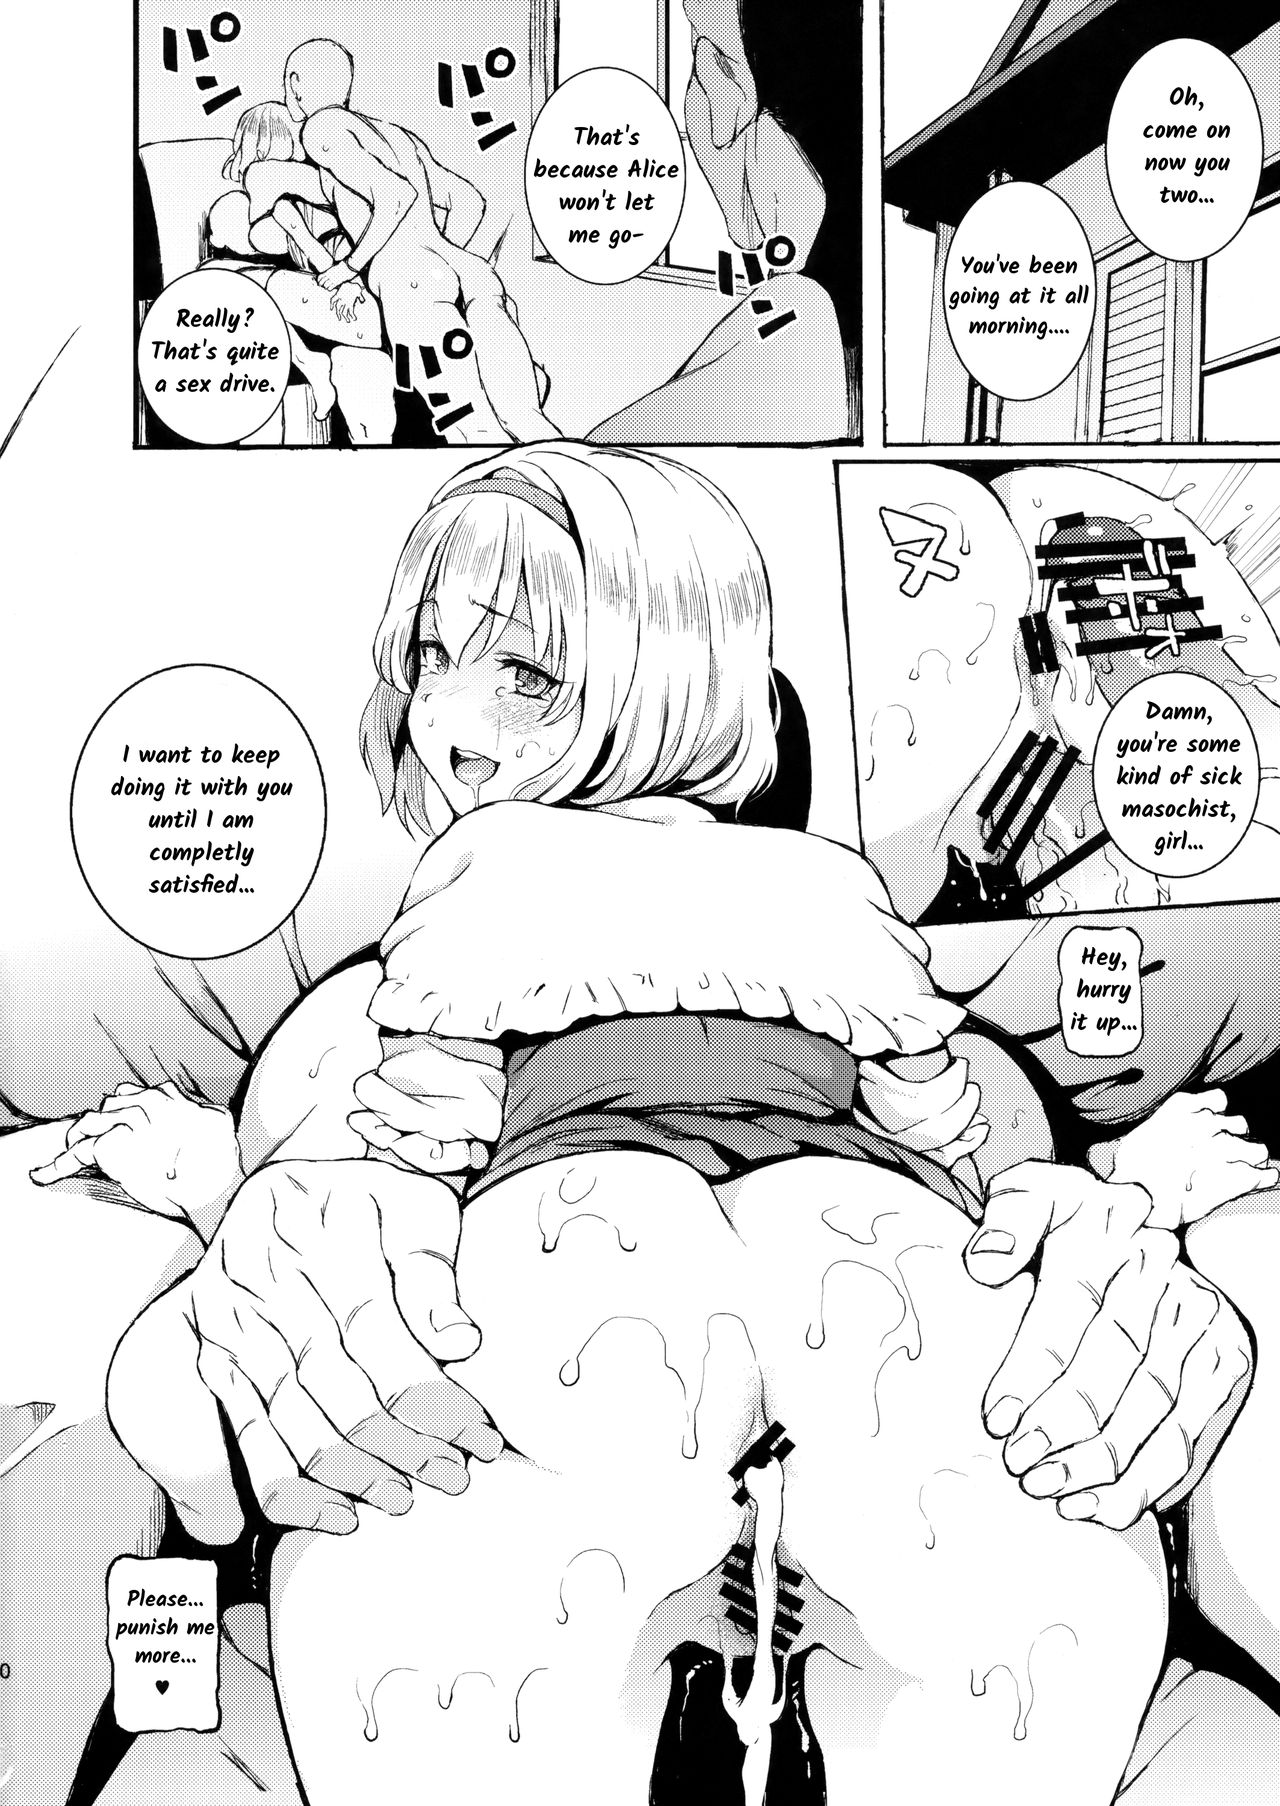 Oh,
come on
now you
two...
You've been
going at it all
morning....
That's
because Alice
won't let
me go-
Really?
That's quite
a sex drive.
パン
パン
パン
パン
Damn,
you're some
kind of sick
masochist,
girl...
I want to keep
doing it with you
until I am
completly
satisfied...
Hey,
hurry
it up...
Please...
punish me
more...
♥
0